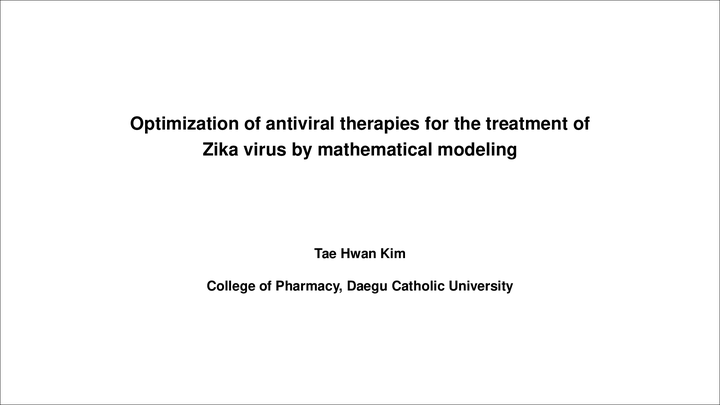 Optimization of antiviral therapies for the treatment of
Zika virus by mathematical modeling
Tae Hwan Kim
College of Pharmacy, Daegu Catholic University